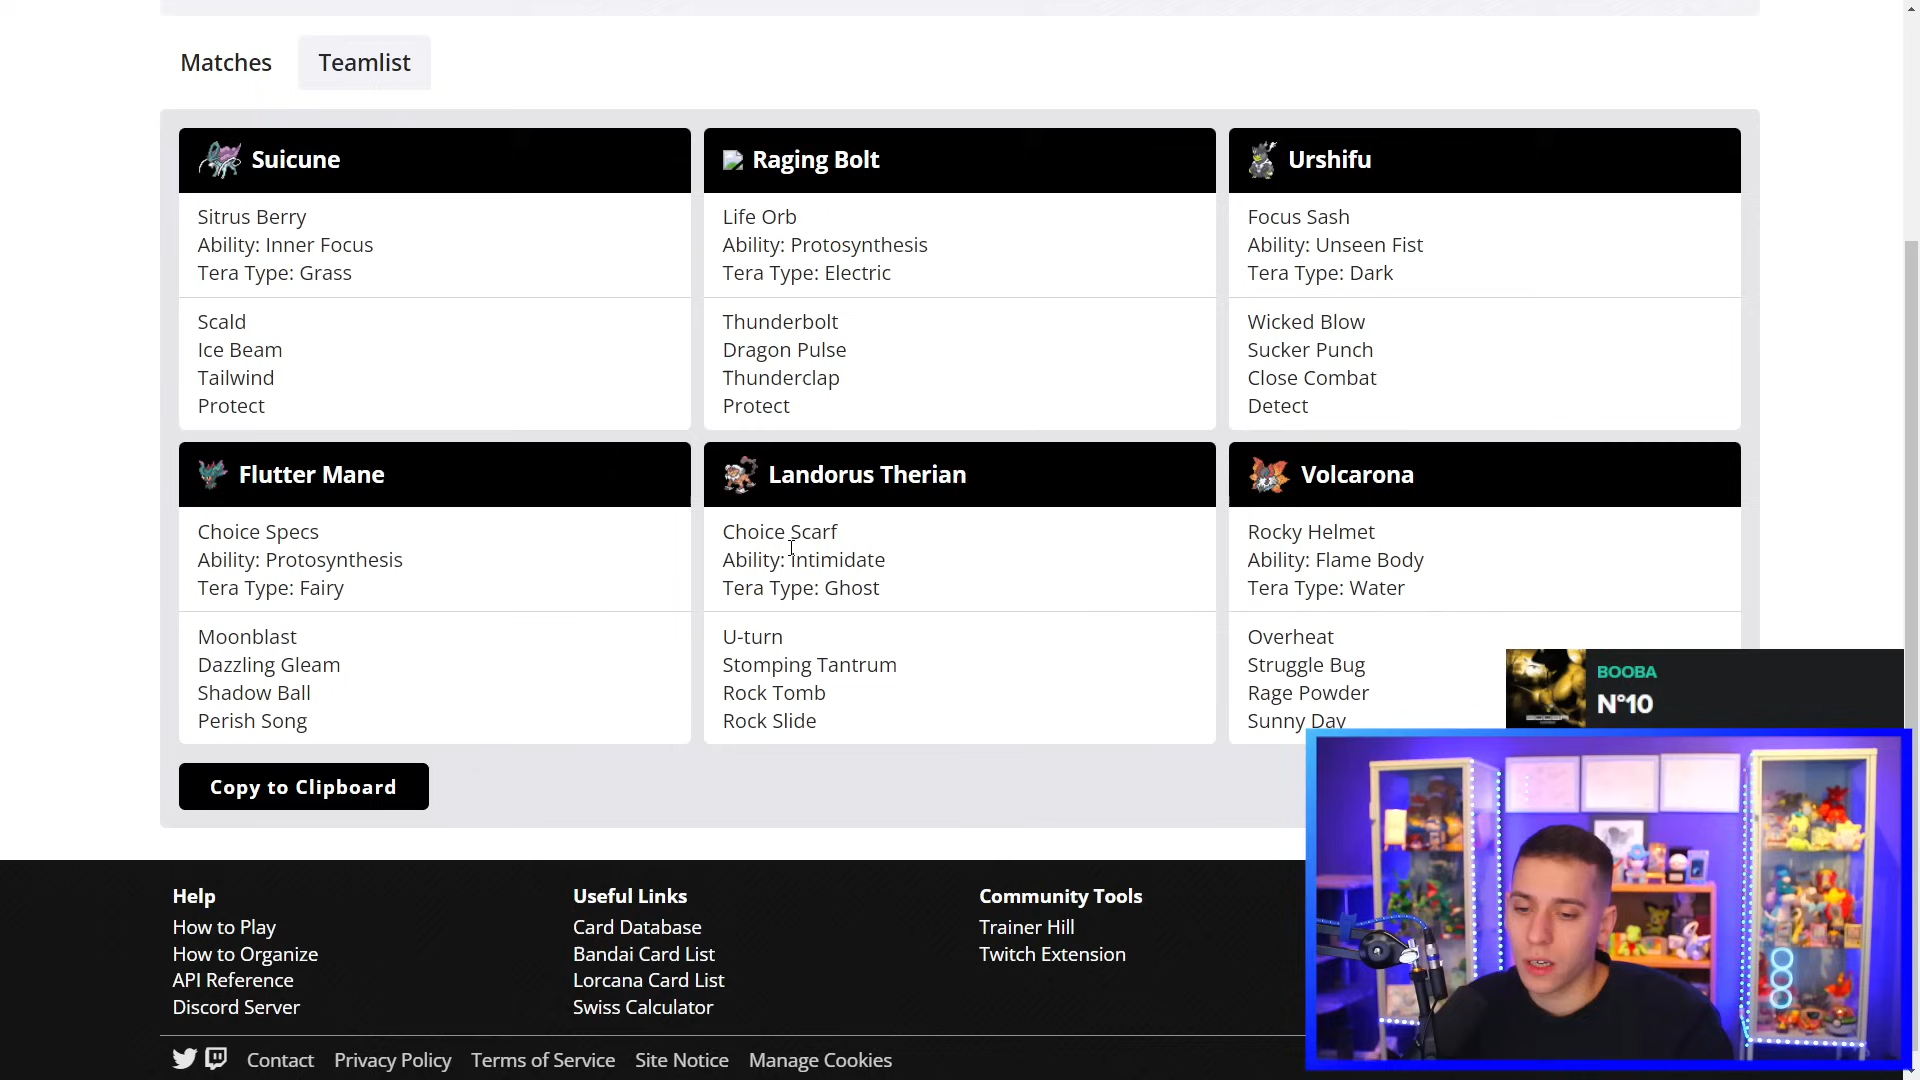 Matches
Teamlist
Suicune
Sitrus Berry
Ability: Inner Focus
Tera Type: Grass
Scald
Ice Beam
Tailwind
Protect
Raging Bolt
Life Orb
Ability: Protosynthesis
Tera Type: Electric
Thunderbolt
Dragon Pulse
Thunderclap
Protect
Urshifu
Focus Sash
Ability: Unseen Fist
Tera Type: Dark
Wicked Blow
Sucker Punch
Close Combat
Detect
Flutter Mane
Choice Specs
Ability: Protosynthesis
Tera Type: Fairy
Moonblast
Dazzling Gleam
Shadow Ball
Perish Song
Landorus Therian
Choice Scarf
Ability: Intimidate
Tera Type: Ghost
U-turn
Stomping Tantrum
Rock Tomb
Rock Slide
Volcarona
Rocky Helmet
Ability: Flame Body
Tera Type: Water
Overheat
Struggle Bug
Rage Powder
Sunny Day
BOOBA
N°10
Copy to Clipboard
Help
How to Play
How to Organize
API Reference
Discord Server
Useful Links
Card Database
Bandai Card List
Lorcana Card List
Swiss Calculator
Community Tools
Trainer Hill
Twitch Extension
Contact
Privacy Policy
Terms of Service
Site Notice
Manage Cookies